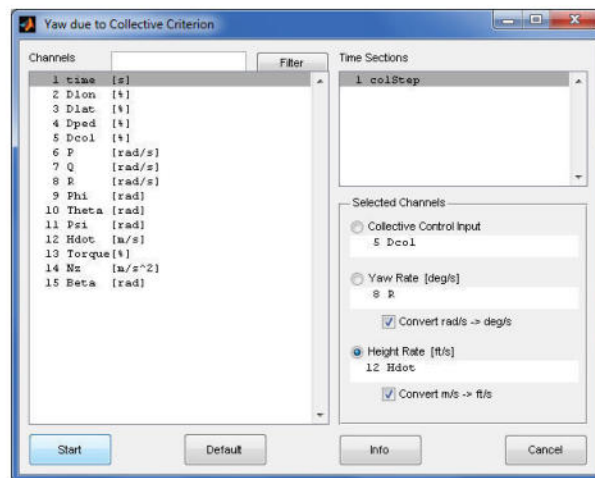 Yaw due to Collective Criterion
Channels
Filter
1 time [s]
2 Dlon [%]
3 Dlat [%]
4 Dped [%]
5 Dcol [%]
6 P [rad/s]
7 Q [rad/s]
8 R [rad/s]
9 Phi [rad]
10 Theta [rad]
11 Psi [rad]
12 Hdot [m/s]
13 Torque[%]
14 Nz [m/s^2]
15 Beta [rad]
Time Sections
1 colStep
Selected Channels
Collective Control Input
5 Dcol
Yaw Rate [deg/s]
8 R
Convert rad/s -> deg/s
Height Rate [ft/s]
12 Hdot
Convert m/s -> ft/s
Start
Default
Info
Cancel